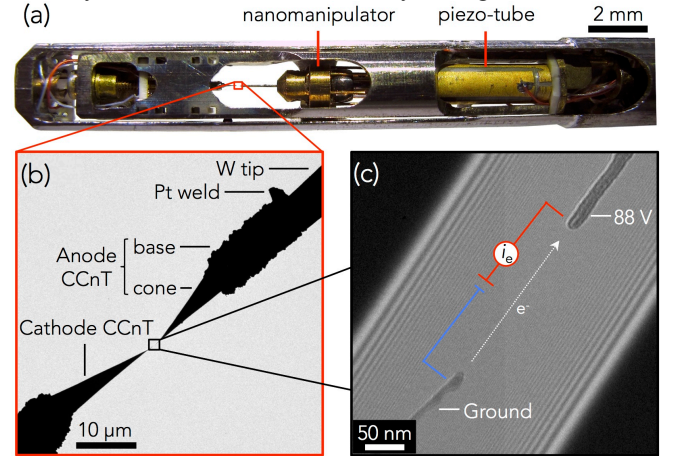 (a)
nanomanipulator
piezo-tube
2 mm
(b)
W tip
Pt weld
Anode
CCnT
base
cone
Cathode CCnT
10 µm
(c)
88 V
iₑ
e⁻
Ground
50 nm